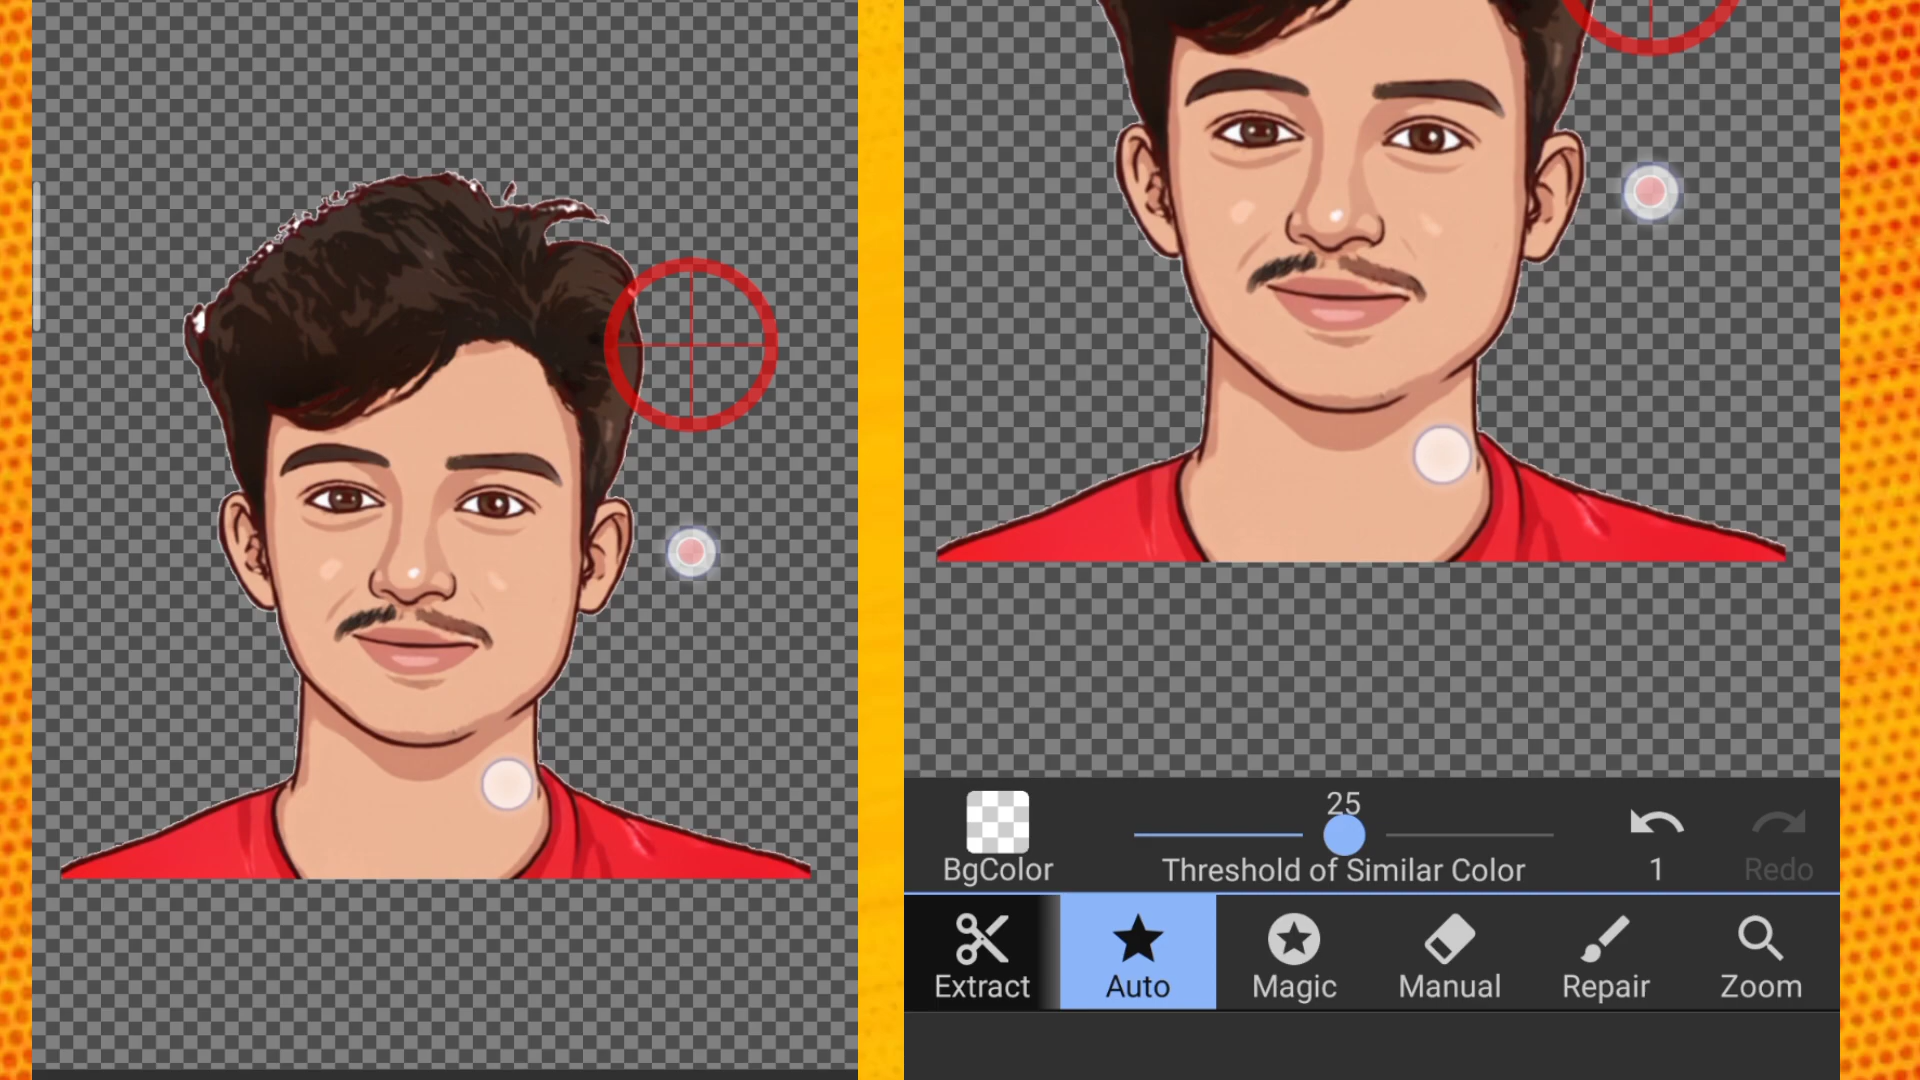 25
BgColor
Threshold of Similar Color
1
Redo
Extract
Auto
Magic
Manual
Repair
Zoom